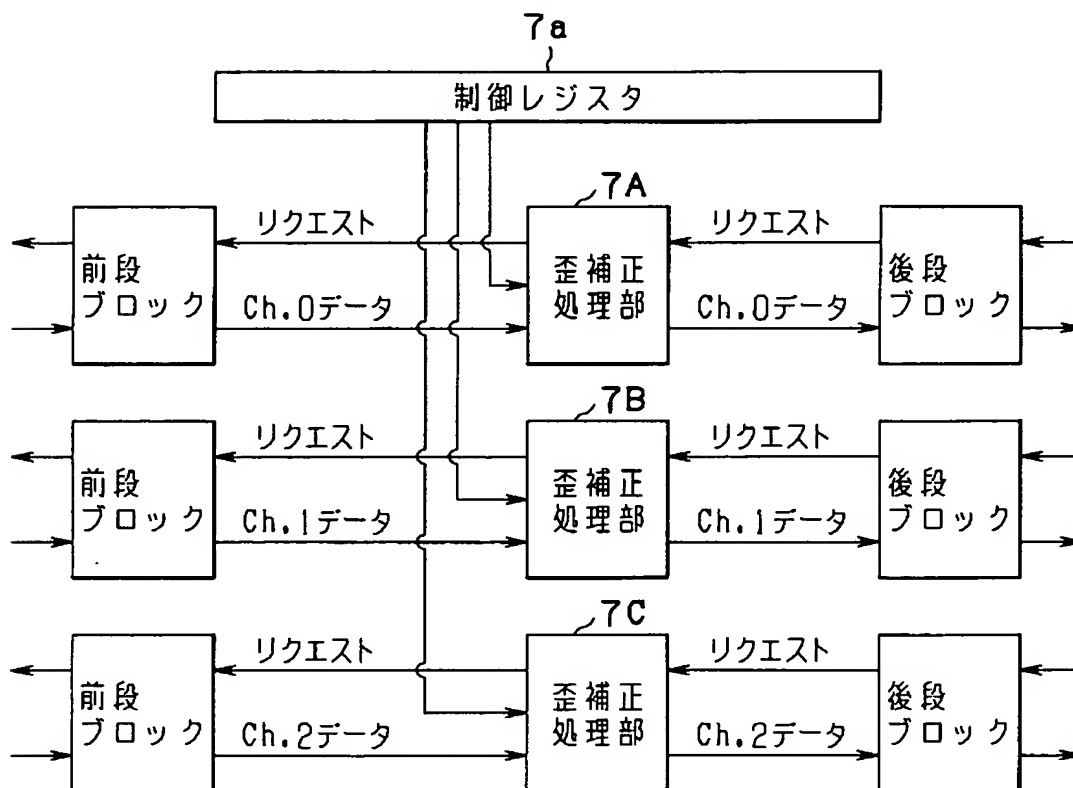 7a
制御レジスタ
7A
リクエスト
リクエスト
前段
ブロック
歪補正
処理部
後段
ブロック
Ch.0データ
Ch.0データ
7B
リクエスト
リクエスト
前段
ブロック
歪補正
処理部
後段
ブロック
Ch.1データ
Ch.1データ
7C
リクエスト
リクエスト
前段
ブロック
歪補正
処理部
後段
ブロック
Ch.2データ
Ch.2データ